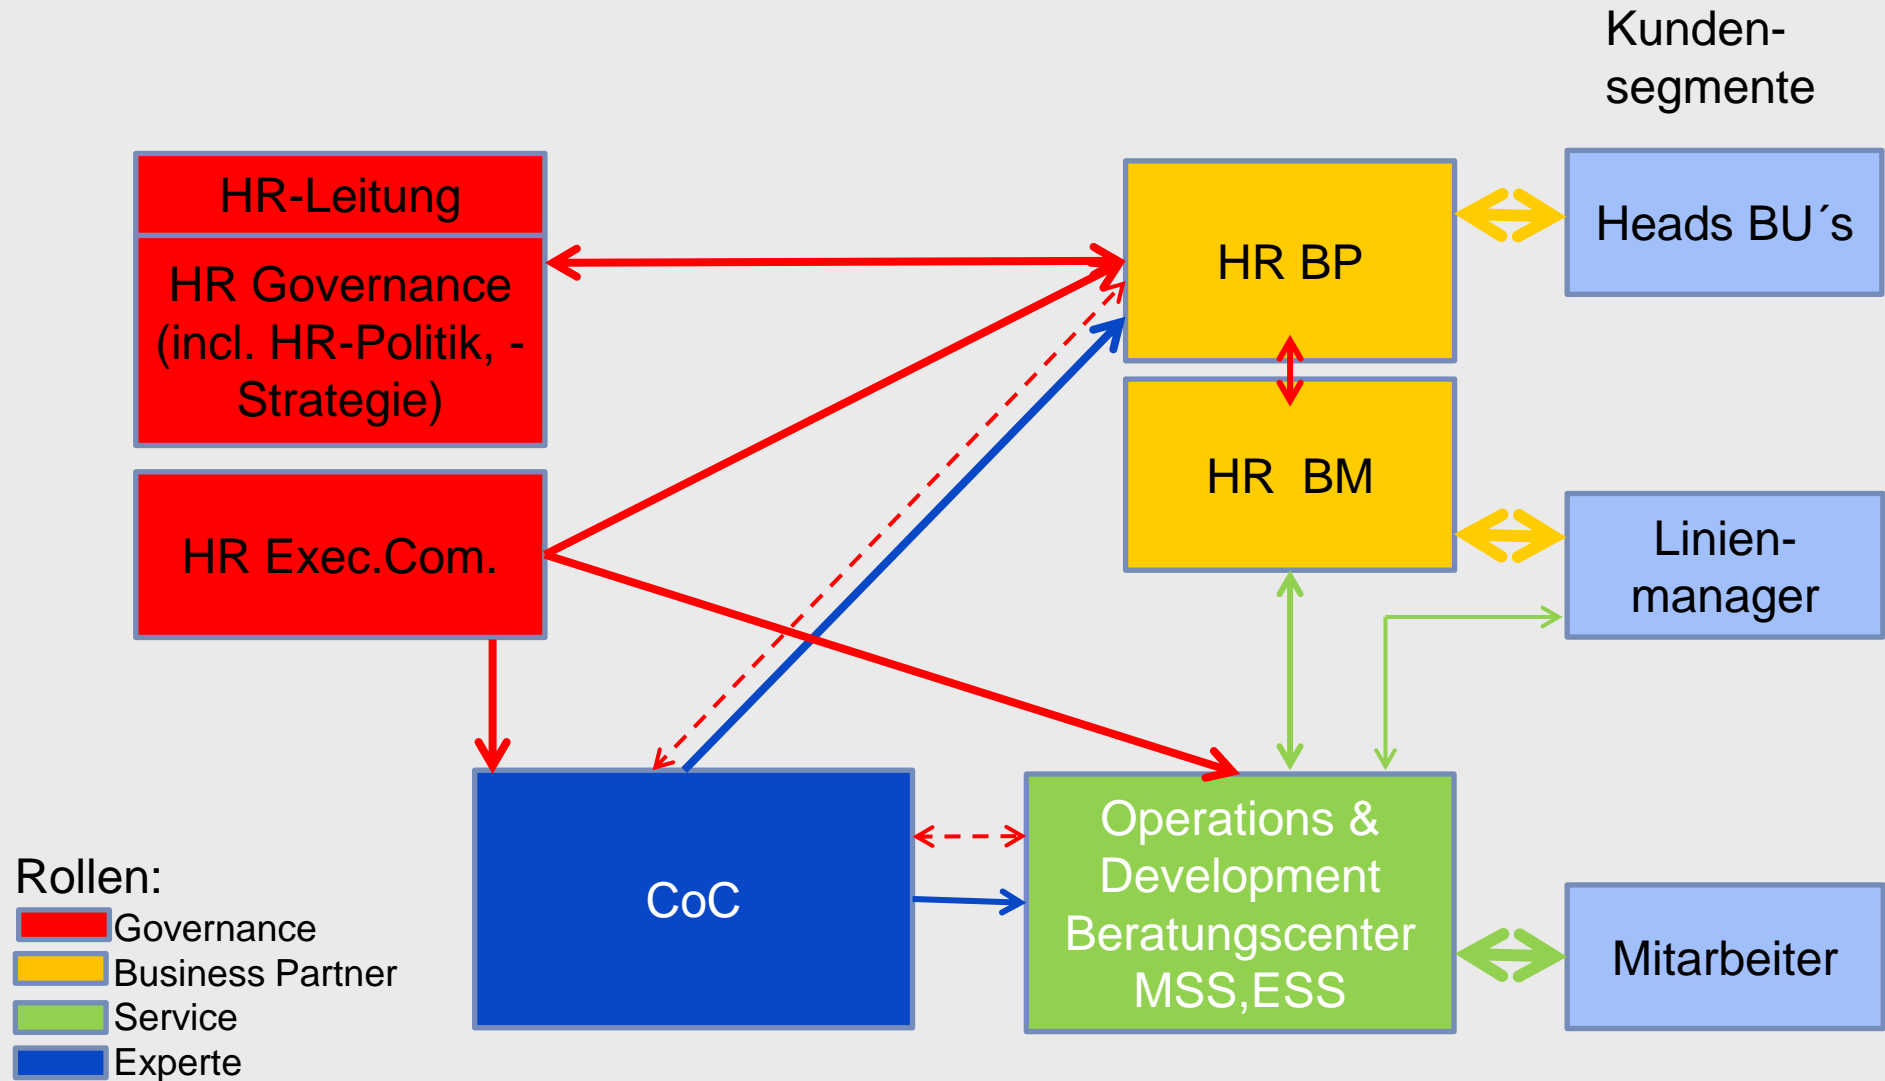 Kunden-
segmente
HR-Leitung
HR Governance
(incl. HR-Politik, -
Strategie)
HR Exec.Com.
HR BP
HR  BM
Heads BU´s
Linien-
manager
CoC
Operations &
Development
Beratungscenter
MSS,ESS
Mitarbeiter
Rollen:
Governance
Business Partner
Service
Experte